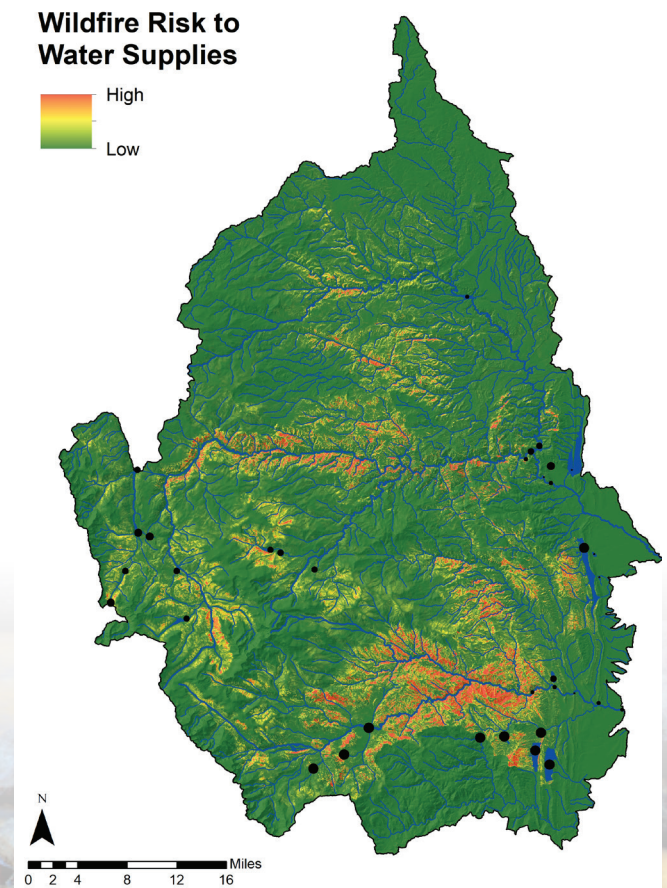 Wildfire Risk to
Water Supplies
High
Low
N
Miles
0 2 4 8 12 16